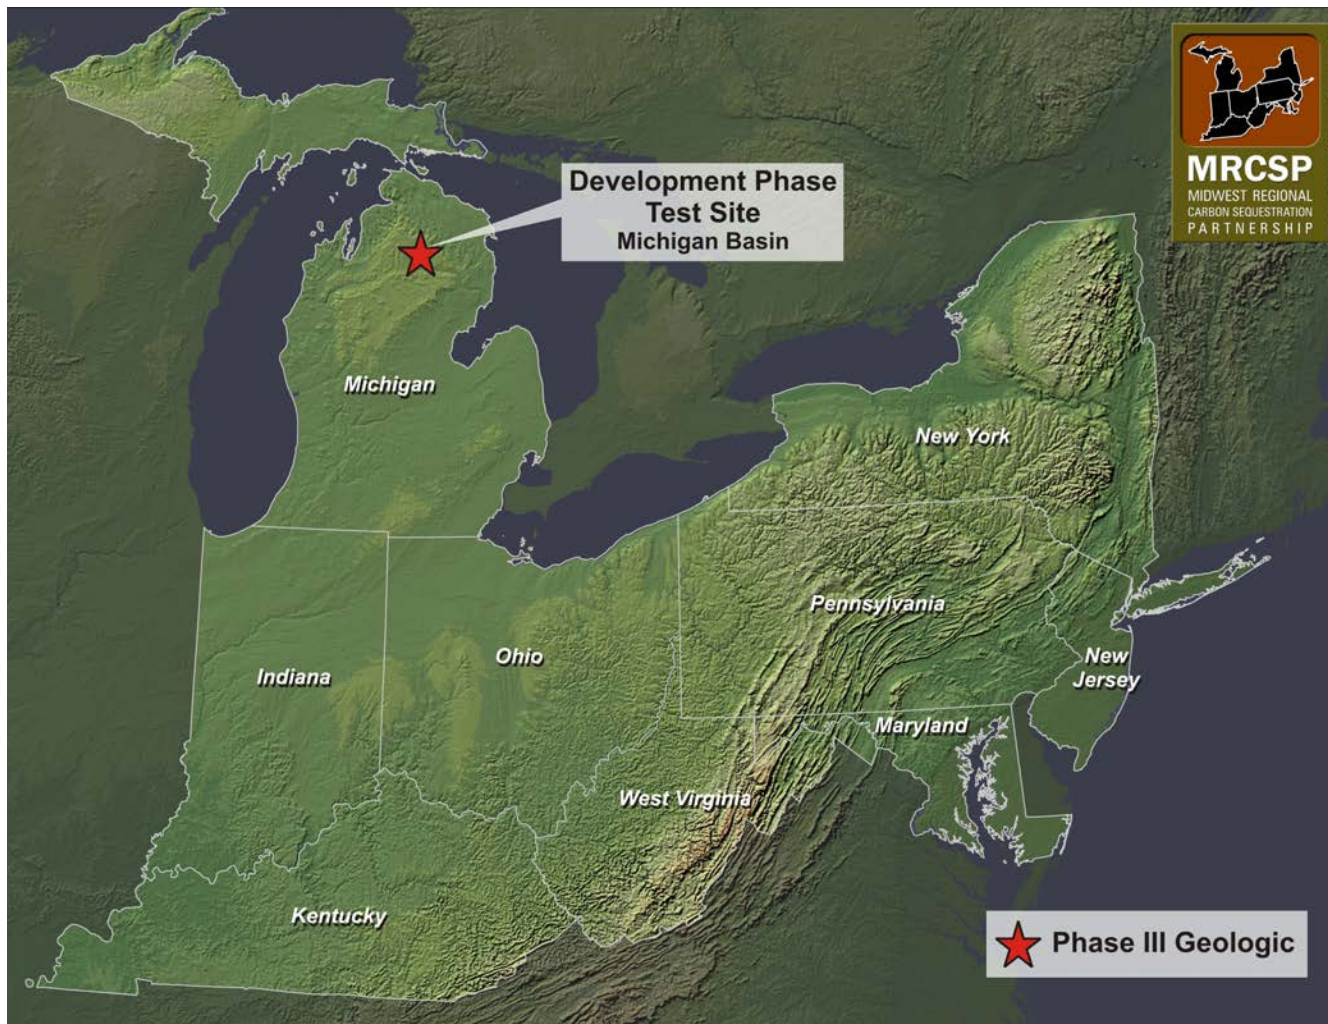 MRCSP
MIDWEST REGIONAL
CARBON SEQUESTRATION
PARTNERSHIP
Development Phase
Test Site
Michigan Basin
Michigan
New York
Pennsylvania
Ohio
Indiana
New
Jersey
Maryland
West Virginia
Kentucky
Phase III Geologic